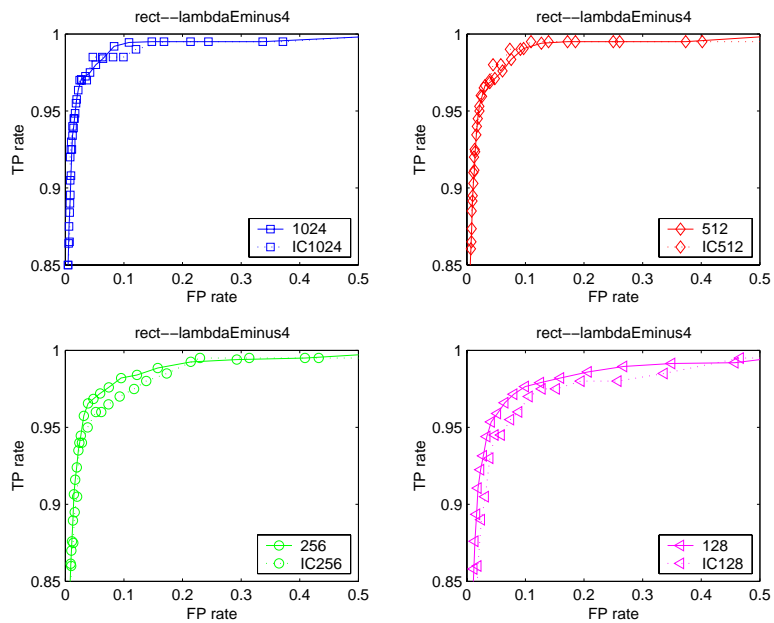 rect--lambdaEminus4
1
0.95
0.9
0.85
TP rate
0
0.1
0.2
0.3
0.4
0.5
FP rate
1024
IC1024
rect--lambdaEminus4
1
0.95
0.9
0.85
TP rate
0
0.1
0.2
0.3
0.4
0.5
FP rate
512
IC512
rect--lambdaEminus4
1
0.95
0.9
0.85
TP rate
0
0.1
0.2
0.3
0.4
0.5
FP rate
256
IC256
rect--lambdaEminus4
1
0.95
0.9
0.85
TP rate
0
0.1
0.2
0.3
0.4
0.5
FP rate
128
IC128